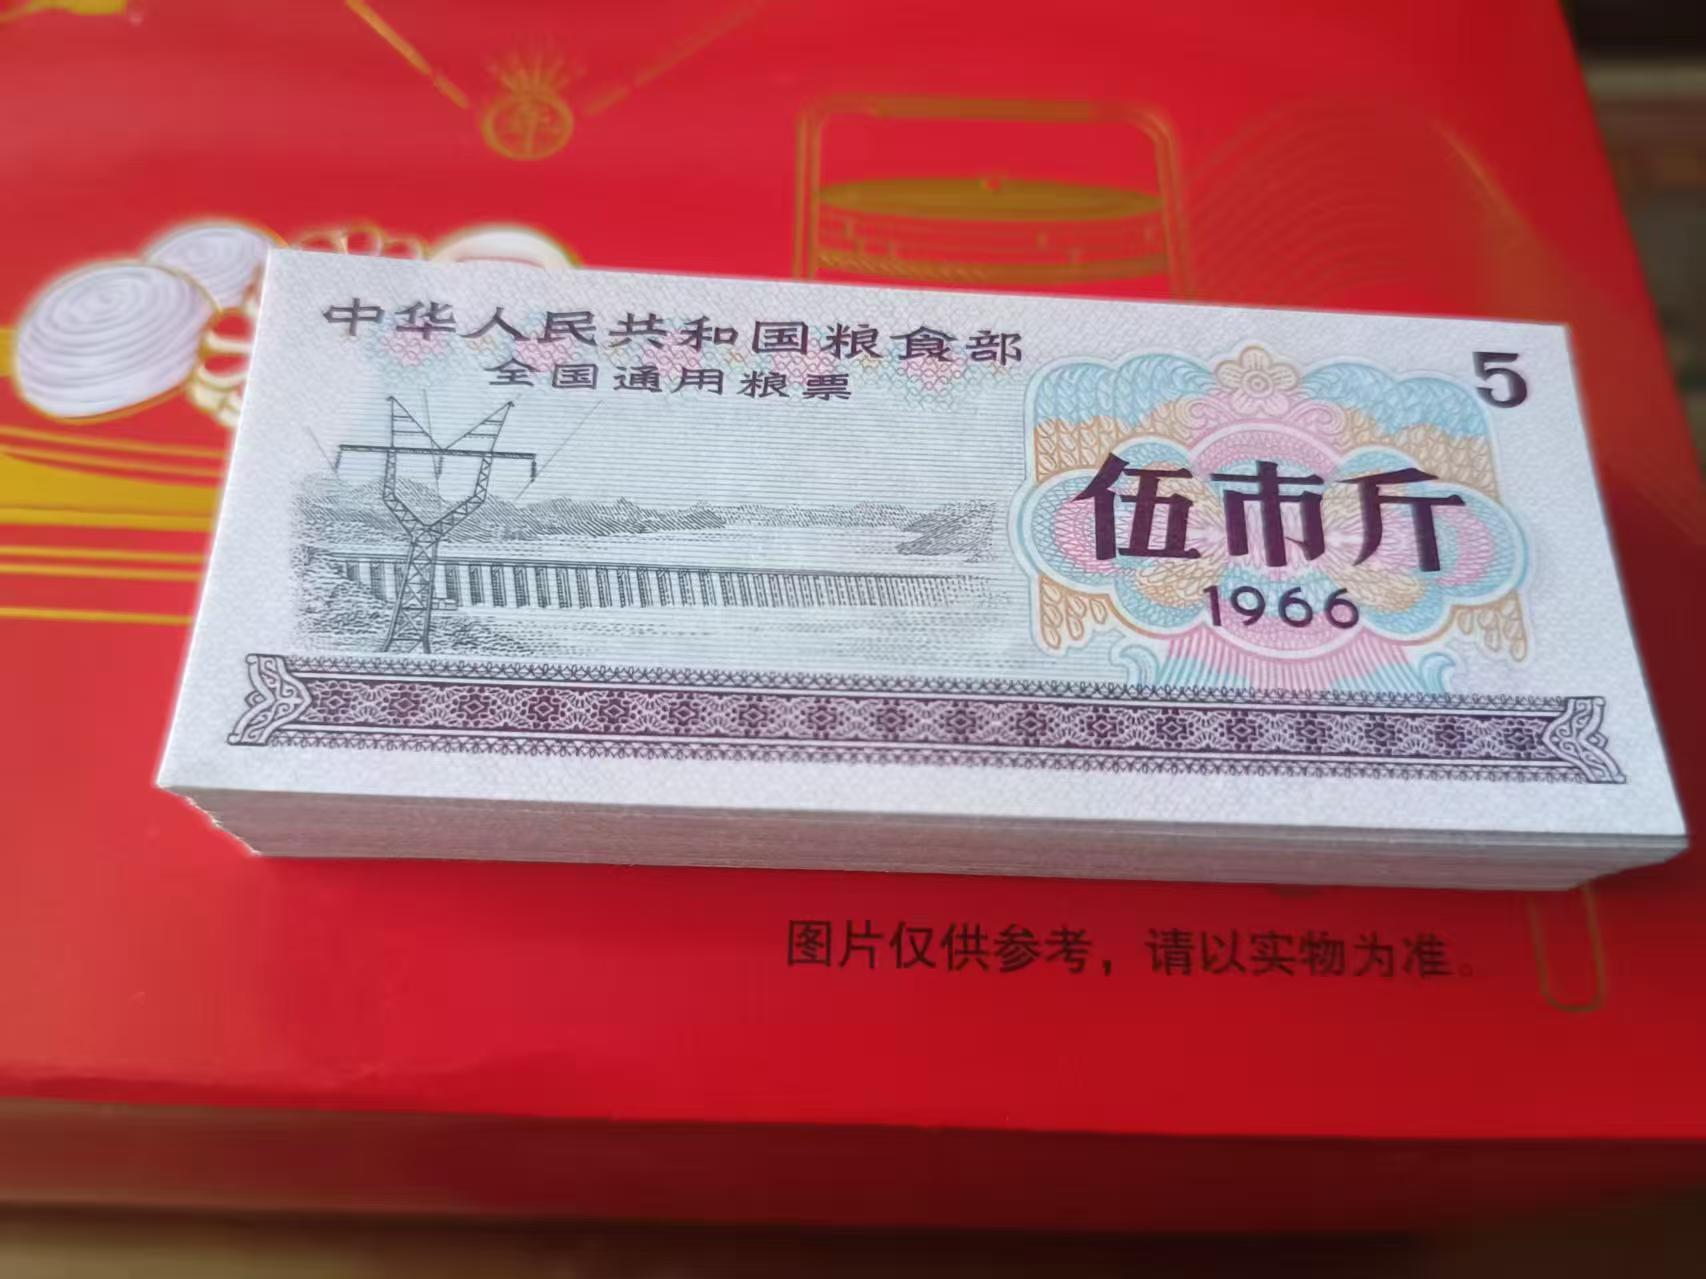 年
中华人民共和国粮食部
全国通用粮票
5
伍市斤
1966
图片仅供参考，请以实物为准。